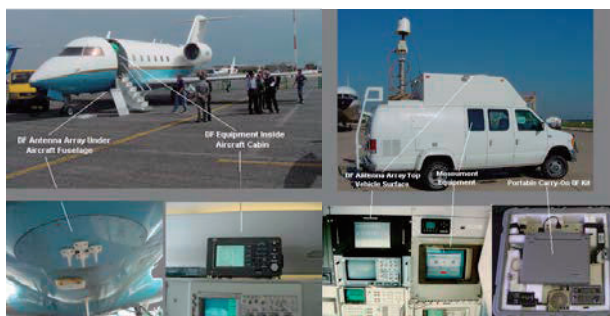 DF Antenna Array Under
Aircraft Fuselage
DF Equipment Inside
Aircraft Cabin
DF Antenna Array Top
Vehicle Surface
Measument
Equipment
Portable Carry-On DF Kit